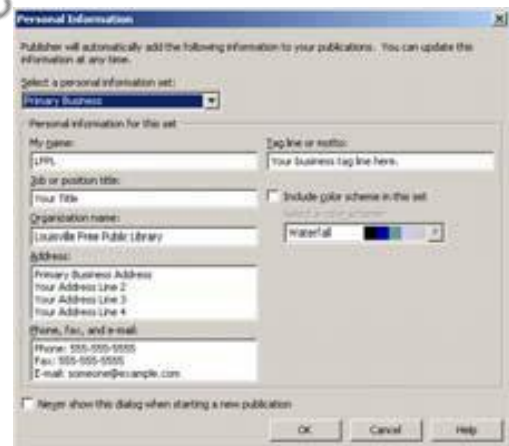 Personal Information
Publisher will automatically add the following information to your publications. You can update this
information at any time.
Select a personal information set:
Primary Business
Personal information for this set
My name:
LFPL
Tag line or motto:
Your business tag line here.
Job or position title:
Your Title
Include color scheme in this set
Select a color scheme:
Waterfall
Organization name:
Louisville Free Public Library
Address:
Primary Business Address
Your Address Line 2
Your Address Line 3
Your Address Line 4
Phone, fax, and e-mail:
Phone: 555-555-5555
Fax: 555-555-5555
E-mail: someone@example.com
Never show this dialog when starting a new publication
OK
Cancel
Help